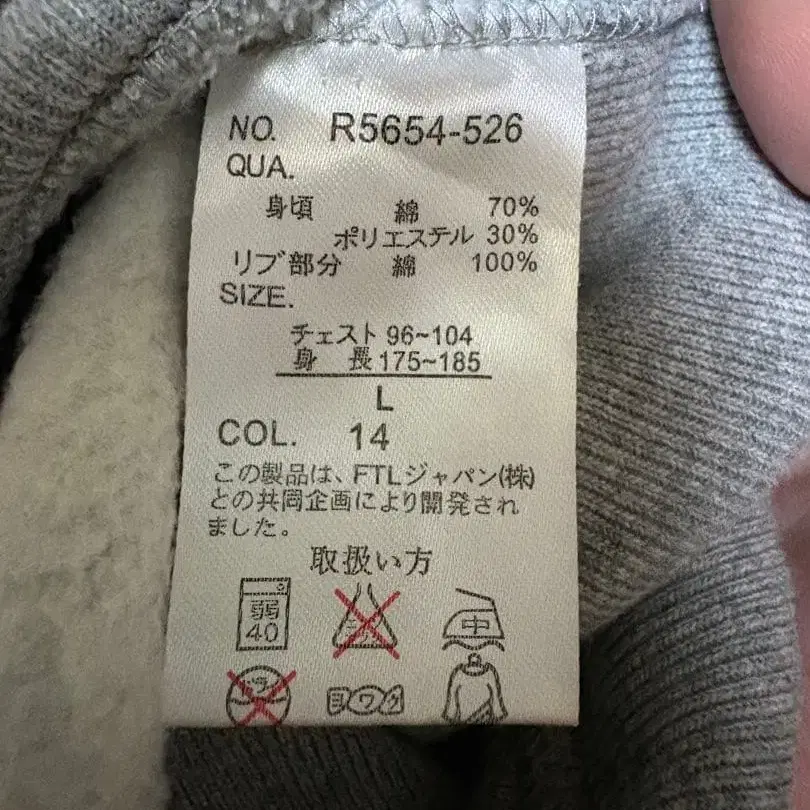 NO. R5654-526
QUA.
身頃 綿 70%
ポリエステル 30%
リブ部分 綿 100%
SIZE.
チェスト 96~104
身 長 175~185
L
COL. 14
この製品は、FTLジャパン(株)
との共同企画により開発され
ました。
取扱い方
弱 中
40
ヨワク